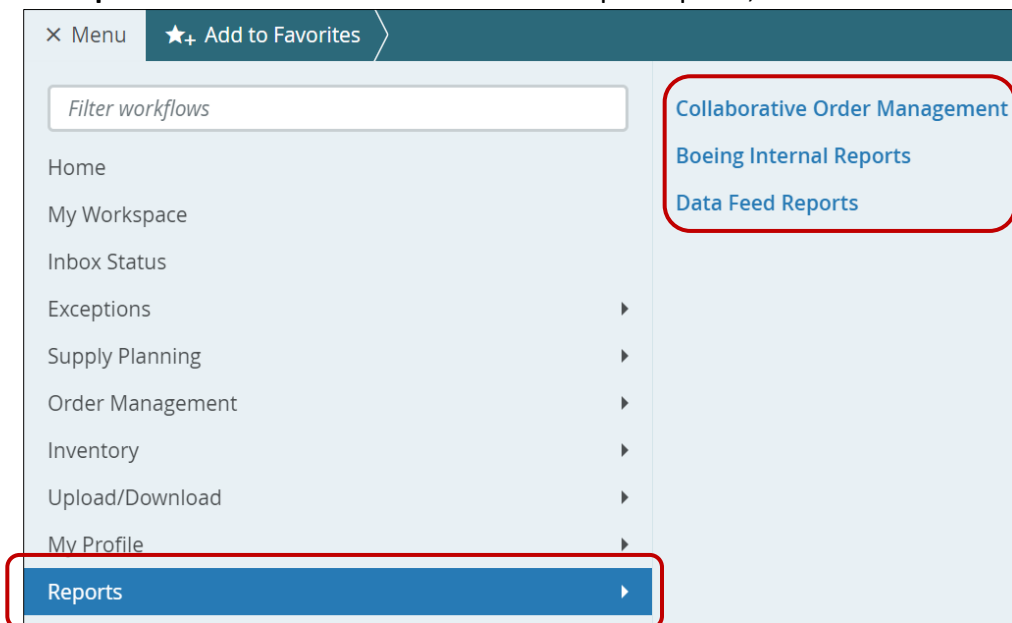 × Menu ★+ Add to Favorites
Filter workflows
Home
My Workspace
Inbox Status
Exceptions
Supply Planning
Order Management
Inventory
Upload/Download
My Profile
Reports
Collaborative Order Management
Boeing Internal Reports
Data Feed Reports